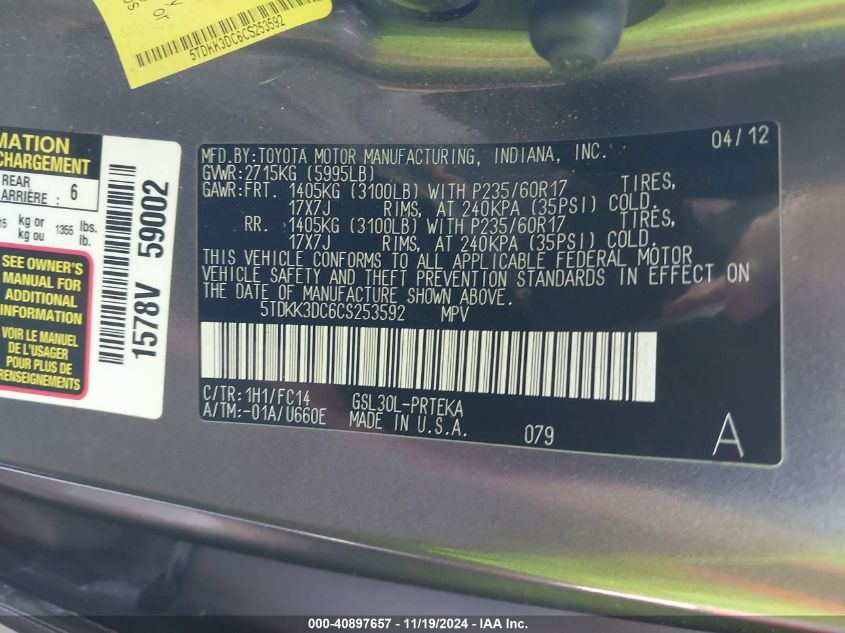 or
5TDKK3DC6CS253592
MATION
CHARGEMENT
REAR
ARRIÈRE : 6
kg or
kg ou 1355 lbs.
lb.
SEE OWNER'S
MANUAL FOR
ADDITIONAL
INFORMATION
VOIR LE MANUEL
DE L'USAGER
POUR PLUS DE
RENSEIGNEMENTS
1578V 59002
04/12
MFD.BY:TOYOTA MOTOR MANUFACTURING, INDIANA, INC.
GVWR:2715KG (5995LB)
GAWR:FRT. 1405KG (3100LB) WITH P235/60R17 TIRES,
17X7J RIMS, AT 240KPA (35PSI) COLD.
RR. 1405KG (3100LB) WITH P235/60R17 TIRES,
17X7J RIMS, AT 240KPA (35PSI) COLD.
THIS VEHICLE CONFORMS TO ALL APPLICABLE FEDERAL MOTOR
VEHICLE SAFETY AND THEFT PREVENTION STANDARDS IN EFFECT ON
THE DATE OF MANUFACTURE SHOWN ABOVE.
5TDKK3DC6CS253592 MPV
C/TR:1H1/FC14 GSL30L-PRTEKA
A/TM:-01A/U660E MADE IN U.S.A.
079
A
000-40897657 - 11/19/2024 - www.iaai.com